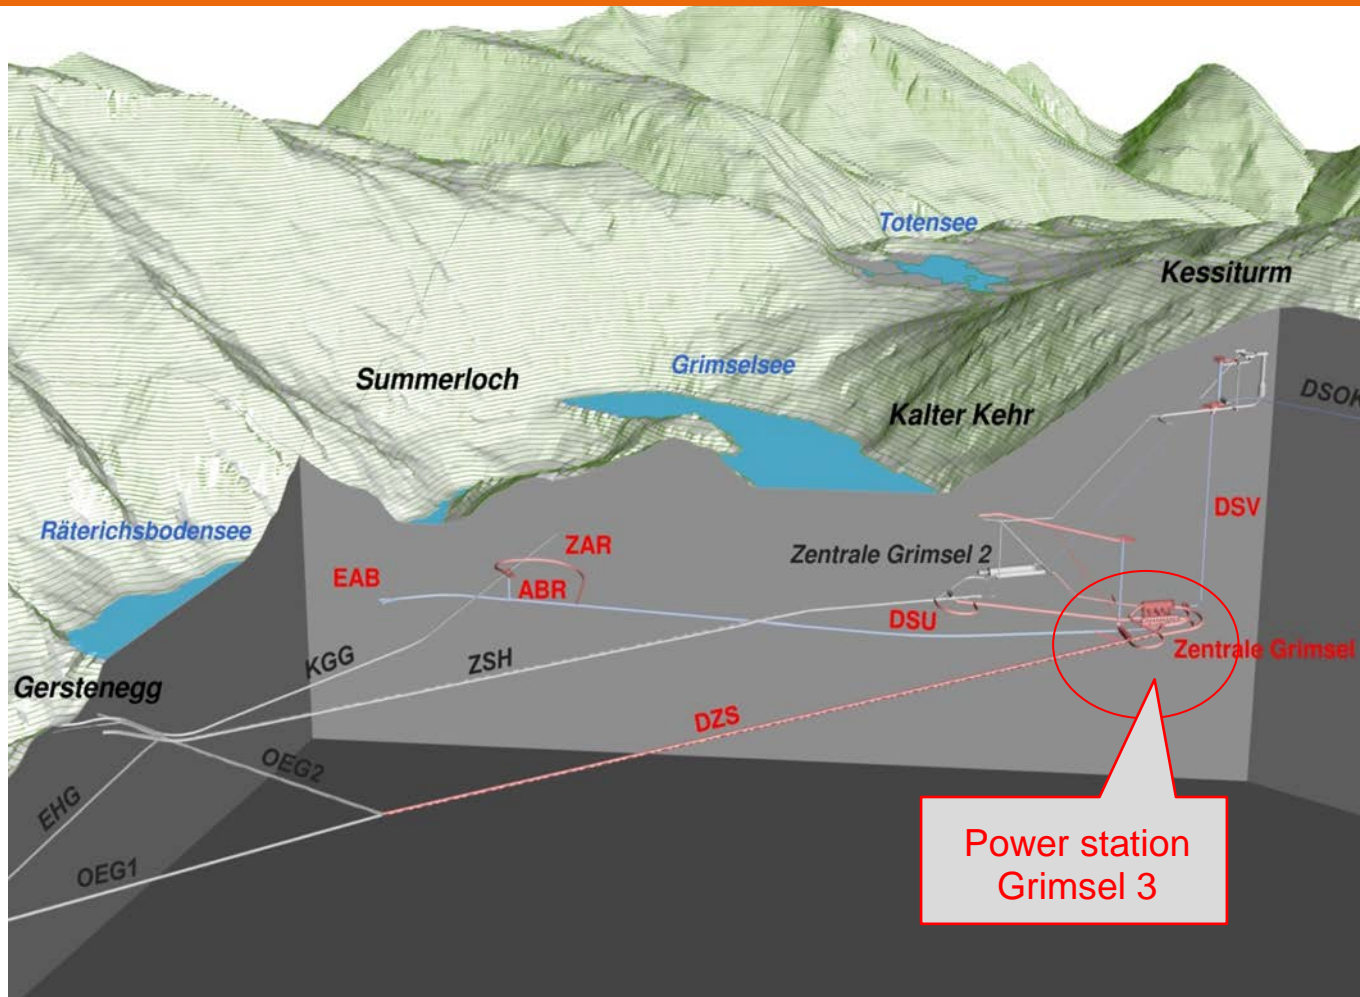 Totensee
Kessiturm
Grimselsee
Summerloch
DSOK
Kalter Kehr
DSV
Räterichsbodensee
ZAR
Zentrale Grimsel 2
EAB
ABR
DSU
Zentrale Grimsel
KGG
ZSH
Gerstenegg
DZS
OEG2
EHG
OEG1
Power station
Grimsel 3